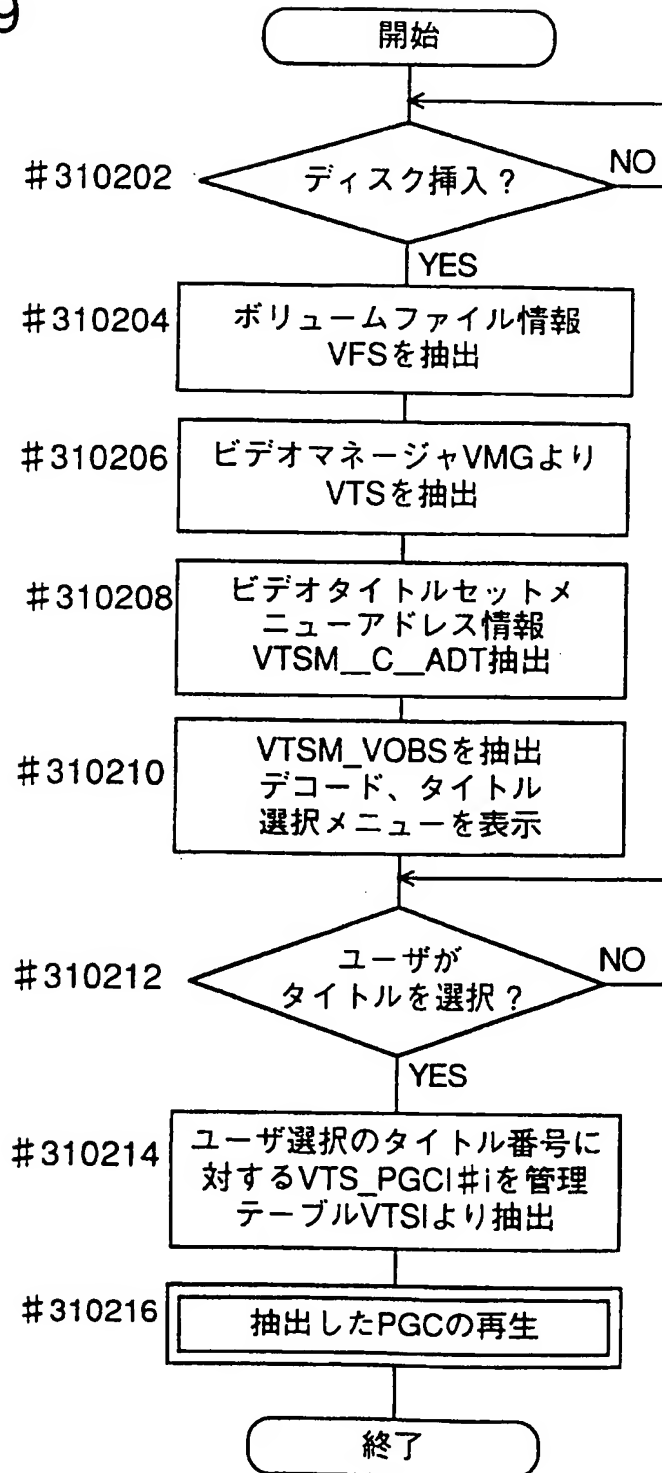 9
開始
#310202
ディスク挿入？
NO
YES
#310204
ボリュームファイル情報
VFSを抽出
#310206
ビデオマネージャVMGより
VTSを抽出
#310208
ビデオタイトルセットメ
ニューアドレス情報
VTSM__C__ADT抽出
#310210
VTSM_VOBSを抽出
デコード、タイトル
選択メニューを表示
#310212
ユーザが
タイトルを選択？
NO
YES
#310214
ユーザ選択のタイトル番号に
対するVTS_PGCI#iを管理
テーブルVTSIより抽出
#310216
抽出したPGCの再生
終了